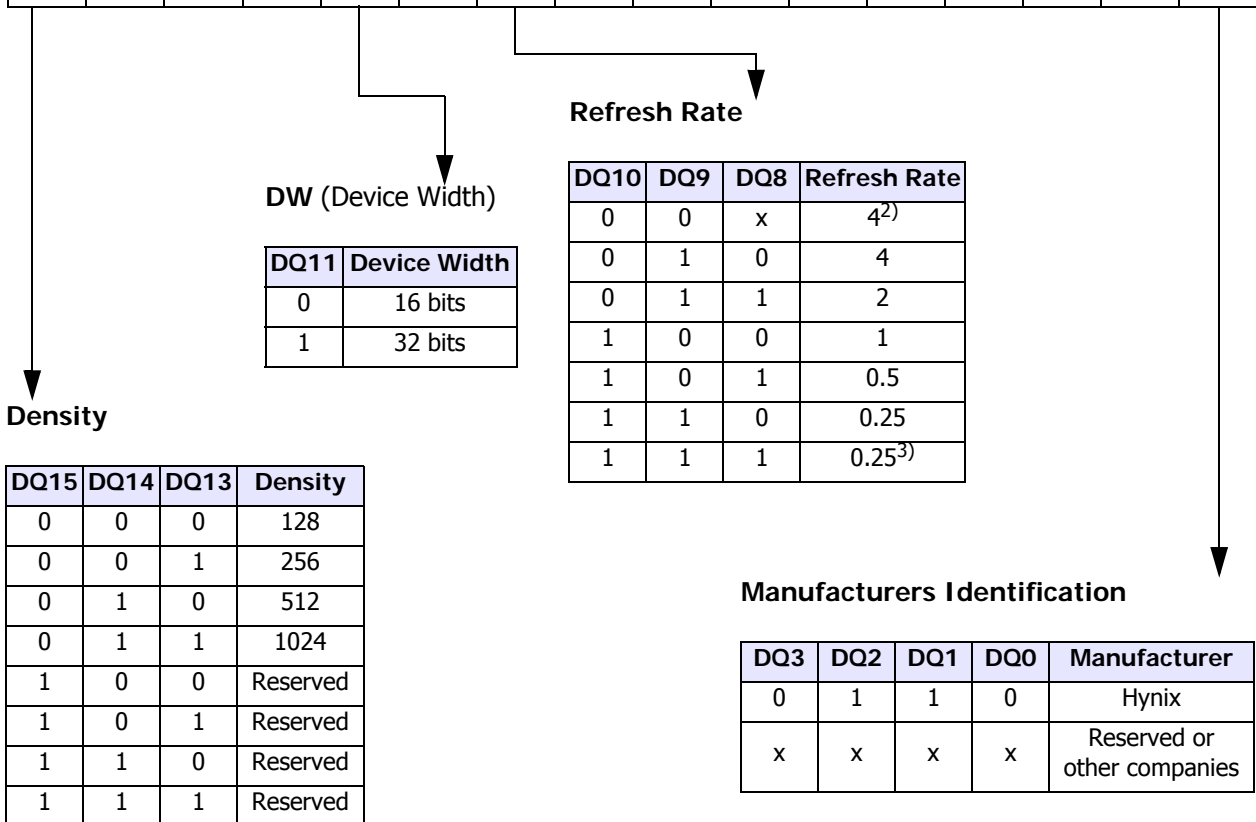 Refresh Rate
DQ10 DQ9 DQ8 Refresh Rate
0 0 x 42)
0 1 0 4
0 1 1 2
1 0 0 1
1 0 1 0.5
1 1 0 0.25
1 1 1 0.253)
DW (Device Width)
DQ11 Device Width
0 16 bits
1 32 bits
Density
DQ15 DQ14 DQ13 Density
0 0 0 128
0 0 1 256
0 1 0 512
0 1 1 1024
1 0 0 Reserved
1 0 1 Reserved
1 1 0 Reserved
1 1 1 Reserved
Manufacturers Identification
DQ3 DQ2 DQ1 DQ0 Manufacturer
0 1 1 0 Hynix
x x x x Reserved or
other companies